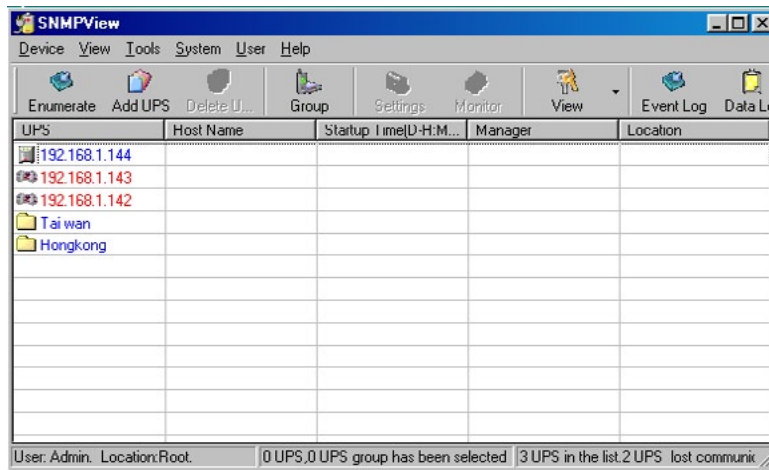 SNMPView
Device View Tools System User Help
Enumerate Add UPS Delete U... Group Settings Monitor View Event Log Data L
UPS Host Name Startup Time[D-H:M... Manager Location
192.168.1.144
192.168.1.143
192.168.1.142
Tai wan
Hongkong
User: Admin. Location:Root. 0 UPS,0 UPS group has been selected 3 UPS in the list.2 UPS lost communic